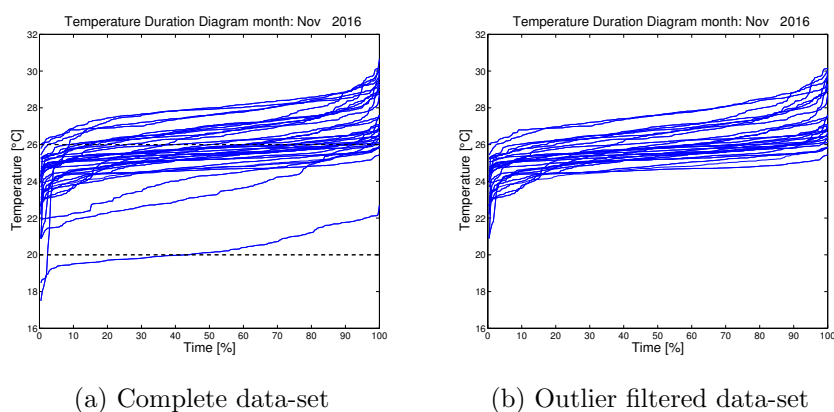 Temperature Duration Diagram month: Nov 2016
32
30
28
26
24
22
20
18
16
Temperature [°C]
0 10 20 30 40 50 60 70 80 90 100
Time [%]
(a) Complete data-set
Temperature Duration Diagram month: Nov 2016
32
30
28
26
24
22
20
18
16
Temperature [°C]
0 10 20 30 40 50 60 70 80 90 100
Time [%]
(b) Outlier filtered data-set